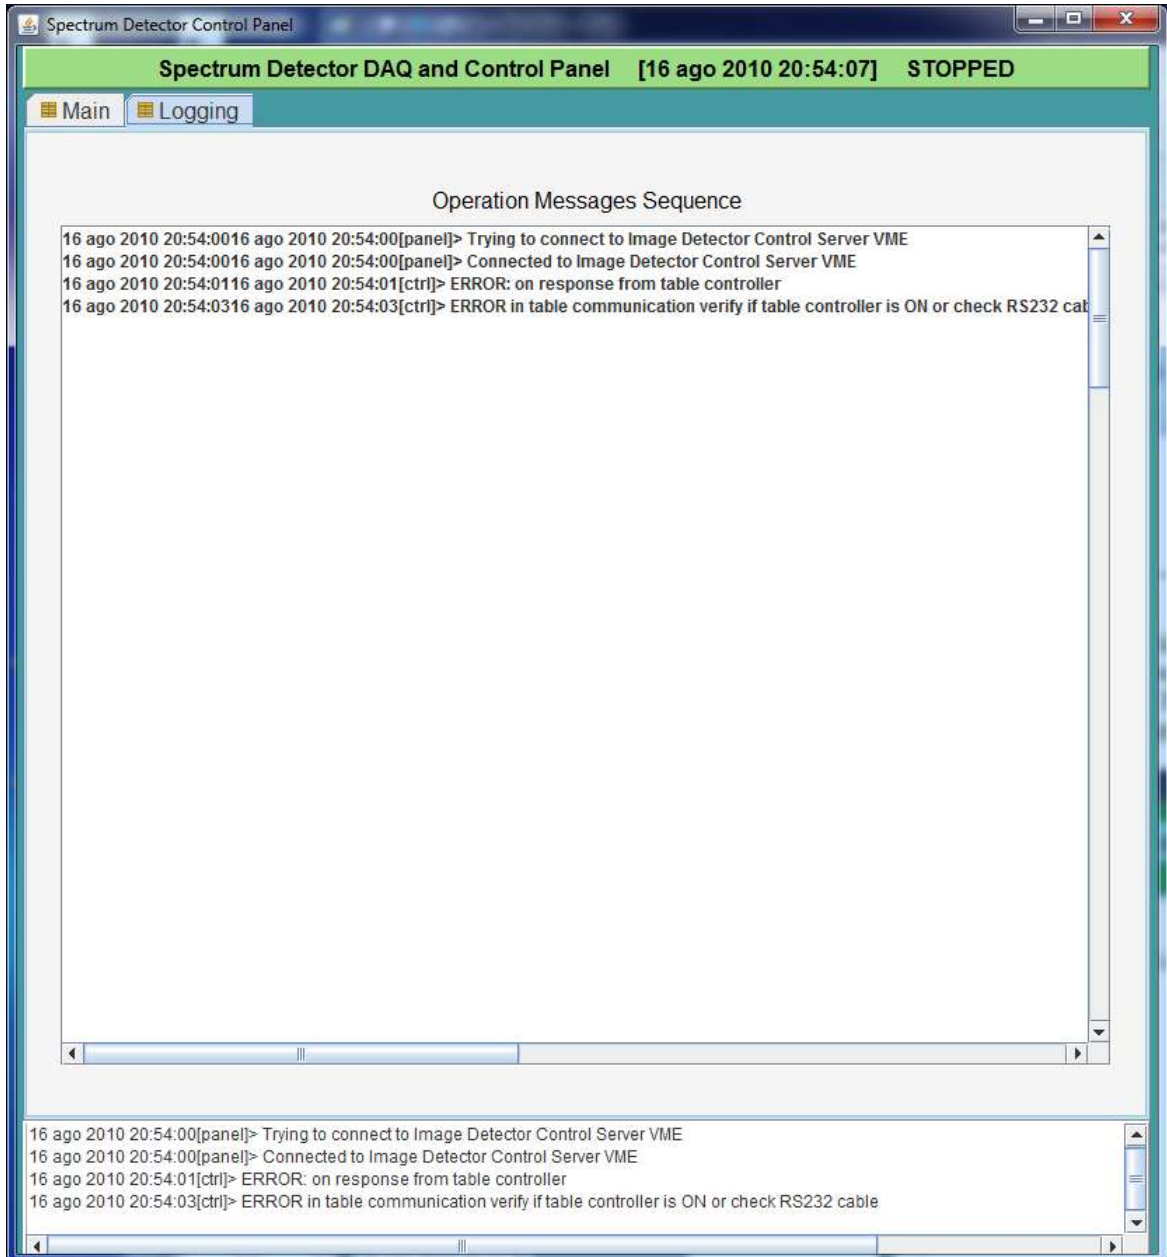 Spectrum Detector Control Panel
Spectrum Detector DAQ and Control Panel [16 ago 2010 20:54:07] STOPPED
Main Logging
Operation Messages Sequence
16 ago 2010 20:54:0016 ago 2010 20:54:00[panel]> Trying to connect to Image Detector Control Server VME
16 ago 2010 20:54:0016 ago 2010 20:54:00[panel]> Connected to Image Detector Control Server VME
16 ago 2010 20:54:0116 ago 2010 20:54:01[ctrl]> ERROR: on response from table controller
16 ago 2010 20:54:0316 ago 2010 20:54:03[ctrl]> ERROR in table communication verify if table controller is ON or check RS232 cab
16 ago 2010 20:54:00[panel]> Trying to connect to Image Detector Control Server VME
16 ago 2010 20:54:00[panel]> Connected to Image Detector Control Server VME
16 ago 2010 20:54:01[ctrl]> ERROR: on response from table controller
16 ago 2010 20:54:03[ctrl]> ERROR in table communication verify if table controller is ON or check RS232 cable